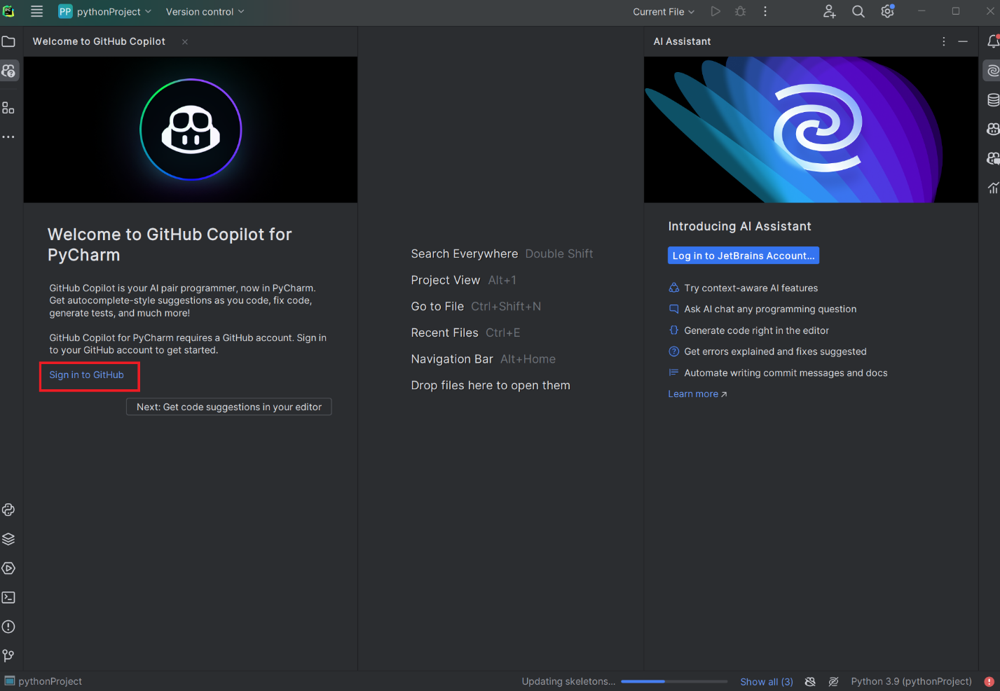 PC
PP pythonProject
Version control
Current File
Welcome to GitHub Copilot
Welcome to GitHub Copilot for
PyCharm
GitHub Copilot is your AI pair programmer, now in PyCharm.
Get autocomplete-style suggestions as you code, fix code,
generate tests, and much more!
GitHub Copilot for PyCharm requires a GitHub account. Sign in
to your GitHub account to get started.
Sign in to GitHub
Next: Get code suggestions in your editor
Search Everywhere Double Shift
Project View Alt+1
Go to File Ctrl+Shift+N
Recent Files Ctrl+E
Navigation Bar Alt+Home
Drop files here to open them
AI Assistant
Introducing AI Assistant
Log in to JetBrains Account...
Try context-aware AI features
Ask AI chat any programming question
Generate code right in the editor
Get errors explained and fixes suggested
Automate writing commit messages and docs
Learn more ↗
pythonProject
Updating skeletons...
Show all (3)
Python 3.9 (pythonProject)